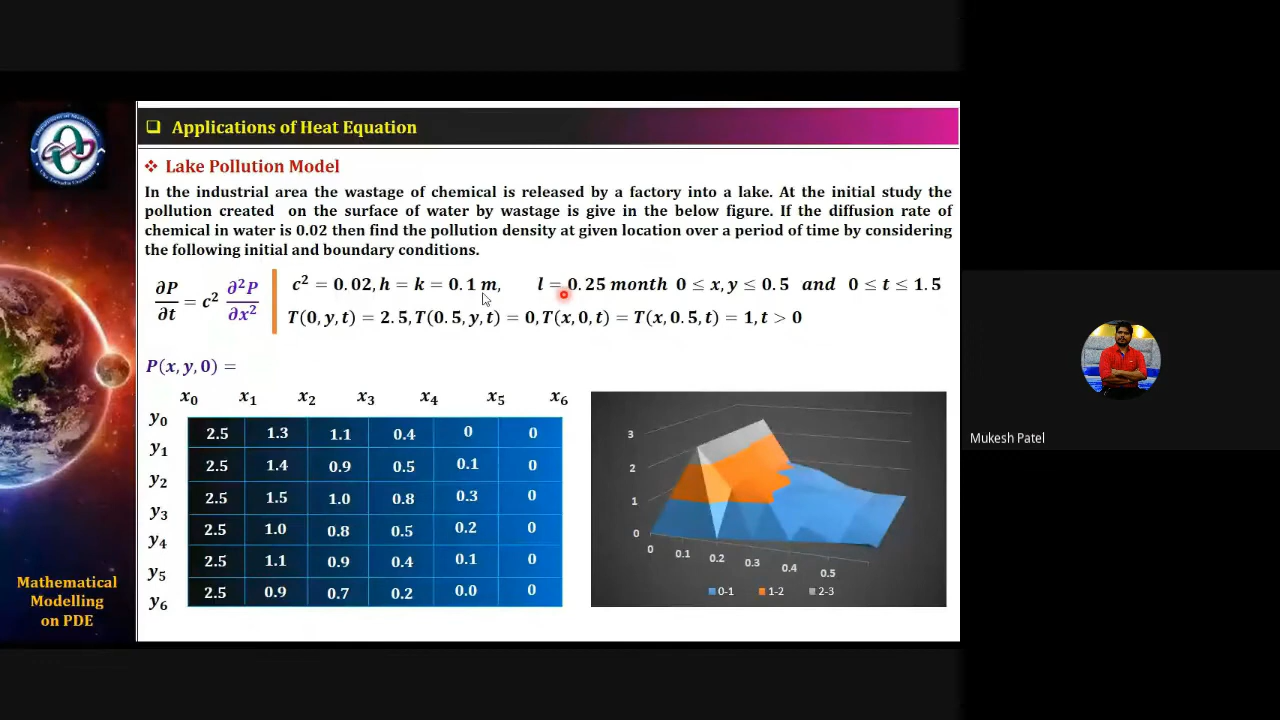 Applications of Heat Equation
Lake Pollution Model
In the industrial area the wastage of chemical is released by a factory into a lake. At the initial study the
pollution created on the surface of water by wastage is give in the below figure. If the diffusion rate of
chemical in water is 0.02 then find the pollution density at given location over a period of time by considering
the following initial and boundary conditions.
∂P/∂t = c² ∂²P/∂x²
c² = 0.02, h = k = 0.1 m, l = 0.25 month 0 ≤ x, y ≤ 0.5 and 0 ≤ t ≤ 1.5
T(0, y, t) = 2.5, T(0.5, y, t) = 0, T(x, 0, t) = T(x, 0.5, t) = 1, t > 0
P(x, y, 0) =
x₀ x₁ x₂ x₃ x₄ x₅ x₆
y₀
2.5 1.3 1.1 0.4 0 0
y₁
2.5 1.4 0.9 0.5 0.1 0
y₂
2.5 1.5 1.0 0.8 0.3 0
y₃
2.5 1.0 0.8 0.5 0.2 0
y₄
2.5 1.1 0.9 0.4 0.1 0
y₅
2.5 0.9 0.7 0.2 0.0 0
y₆
3
2
1
0
0 0.1 0.2 0.3 0.4 0.5
0-1 1-2 2-3
Mathematical
Modelling
on PDE
Mukesh Patel